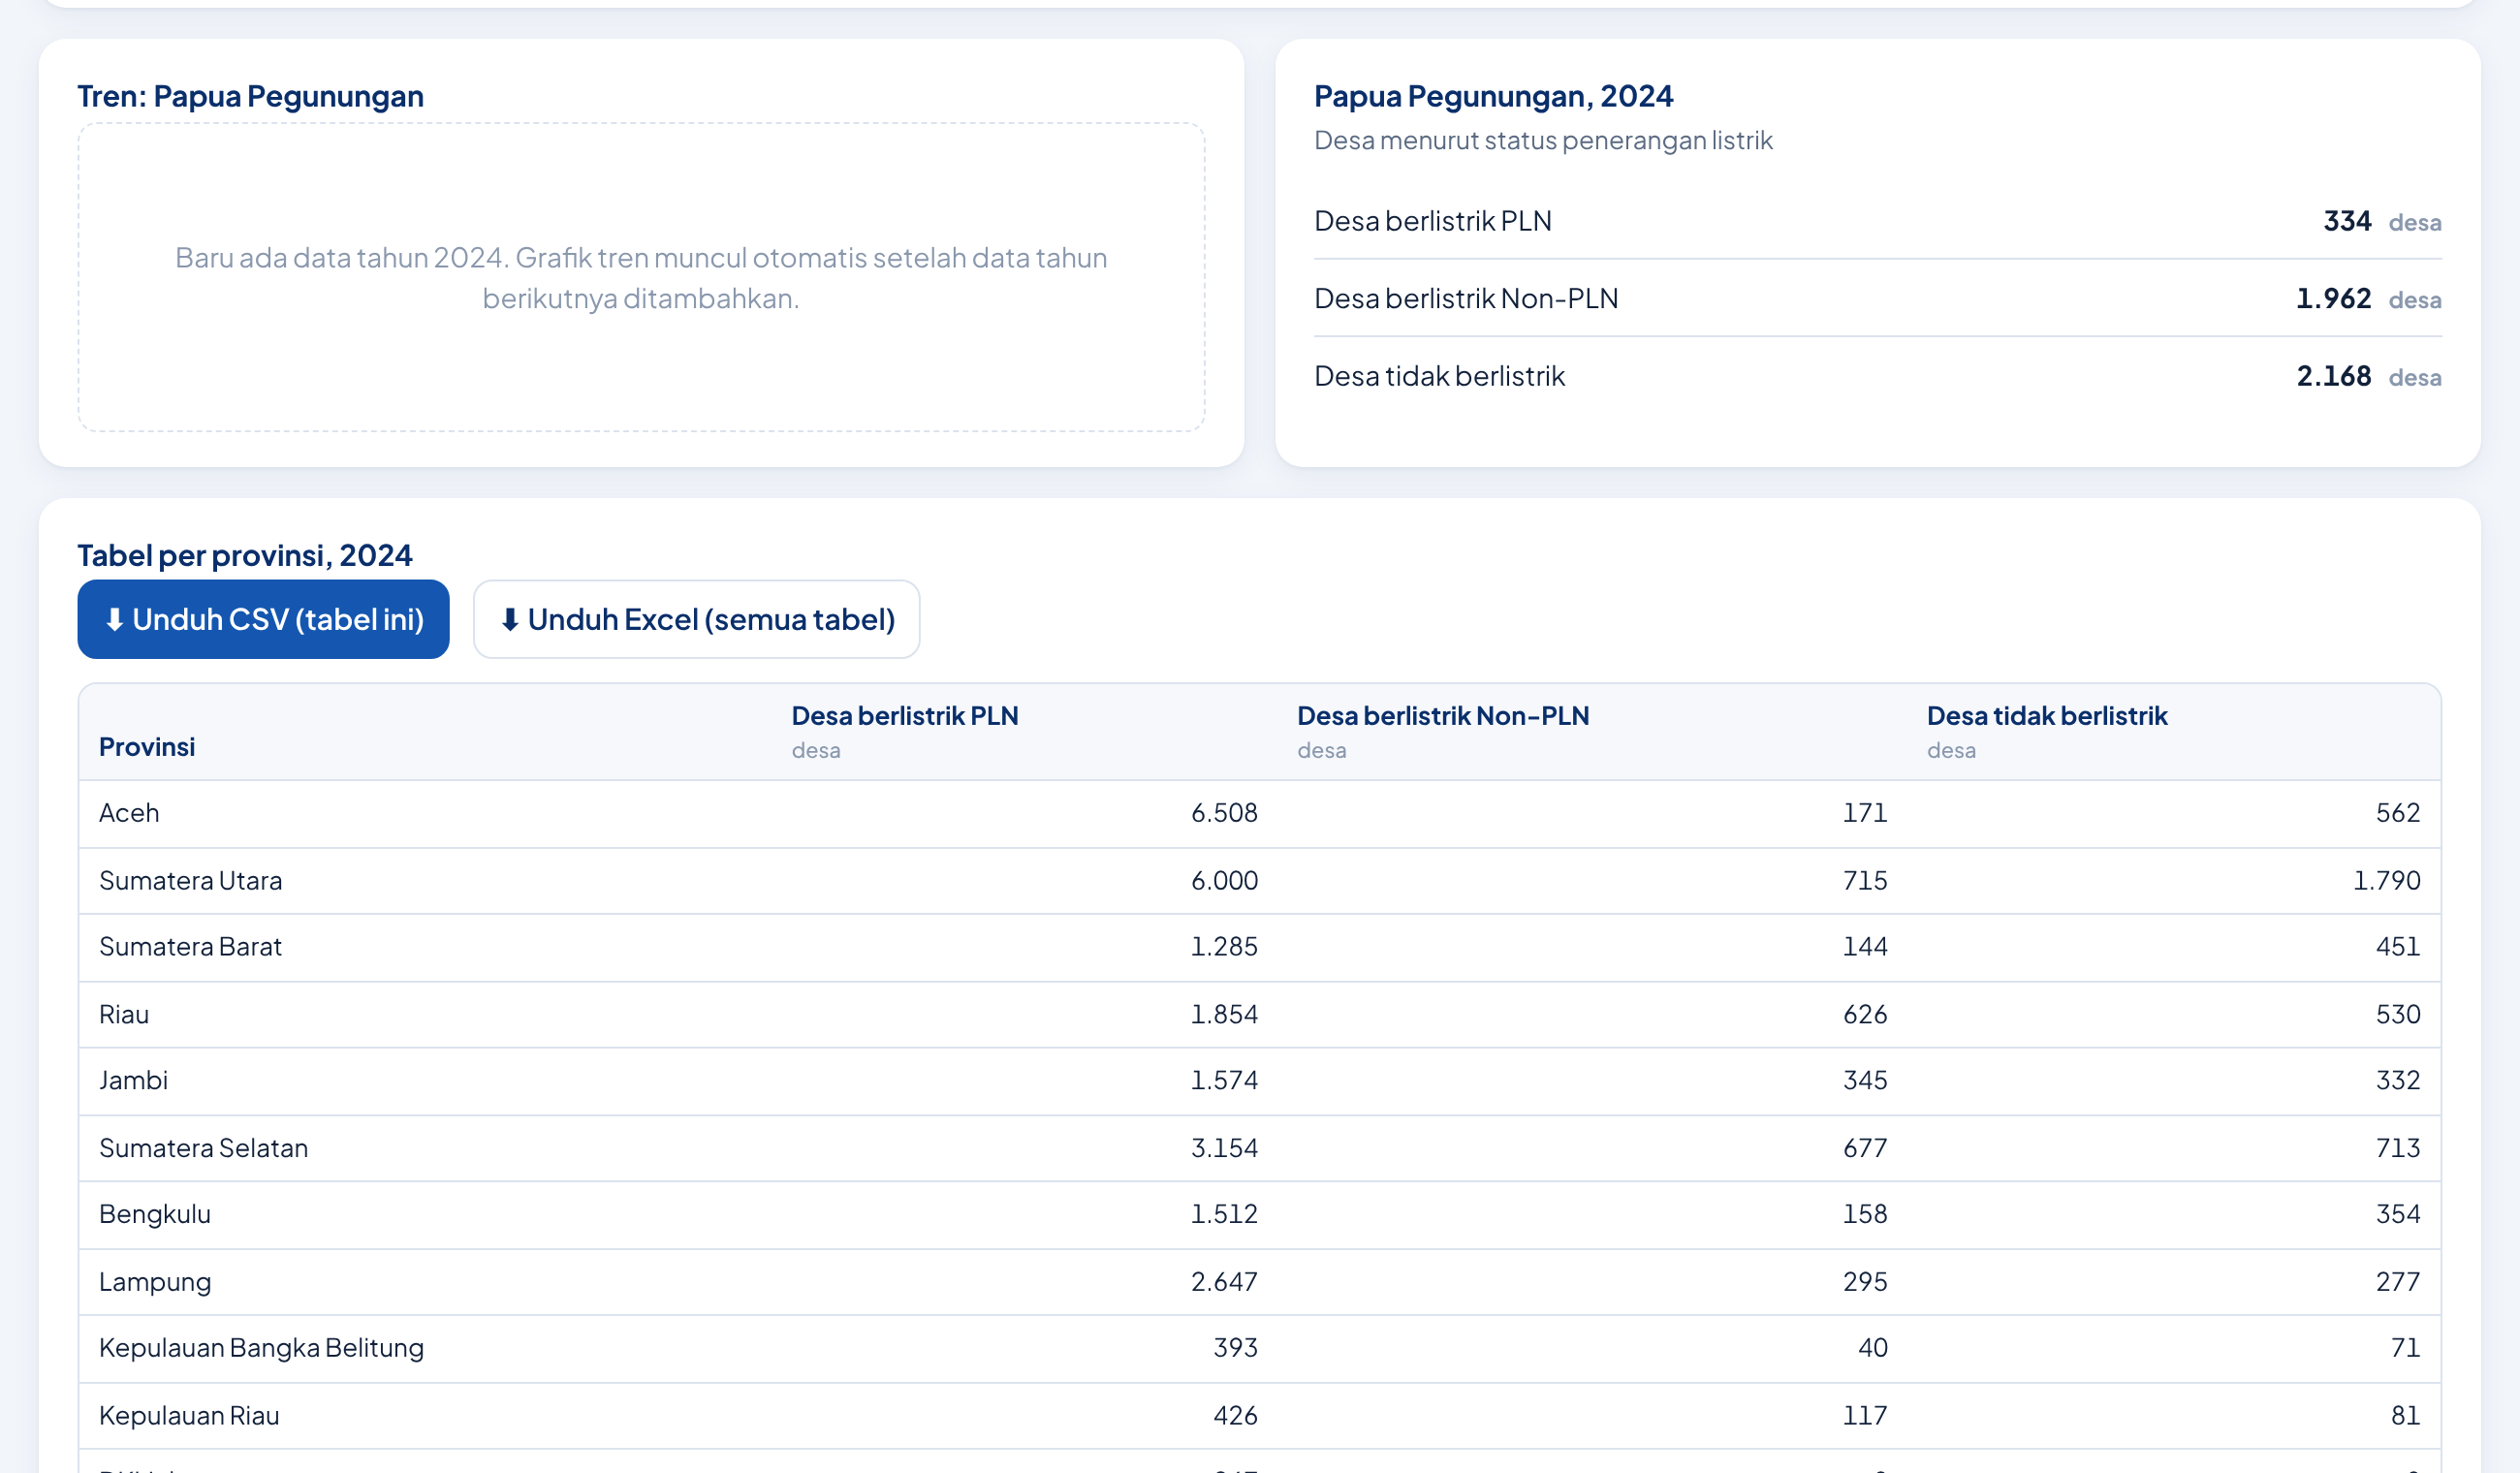 Tren: Papua Pegunungan
Baru ada data tahun 2024. Grafik tren muncul otomatis setelah data tahun
berikutnya ditambahkan.
Papua Pegunungan, 2024
Desa menurut status penerangan listrik
Desa berlistrik PLN 334 desa
Desa berlistrik Non-PLN 1.962 desa
Desa tidak berlistrik 2.168 desa
Tabel per provinsi, 2024
⬇ Unduh CSV (tabel ini) ⬇ Unduh Excel (semua tabel)
Provinsi Desa berlistrik PLN desa Desa berlistrik Non-PLN desa Desa tidak berlistrik desa
Aceh 6.508 171 562
Sumatera Utara 6.000 715 1.790
Sumatera Barat 1.285 144 451
Riau 1.854 626 530
Jambi 1.574 345 332
Sumatera Selatan 3.154 677 713
Bengkulu 1.512 158 354
Lampung 2.647 295 277
Kepulauan Bangka Belitung 393 40 71
Kepulauan Riau 426 117 81